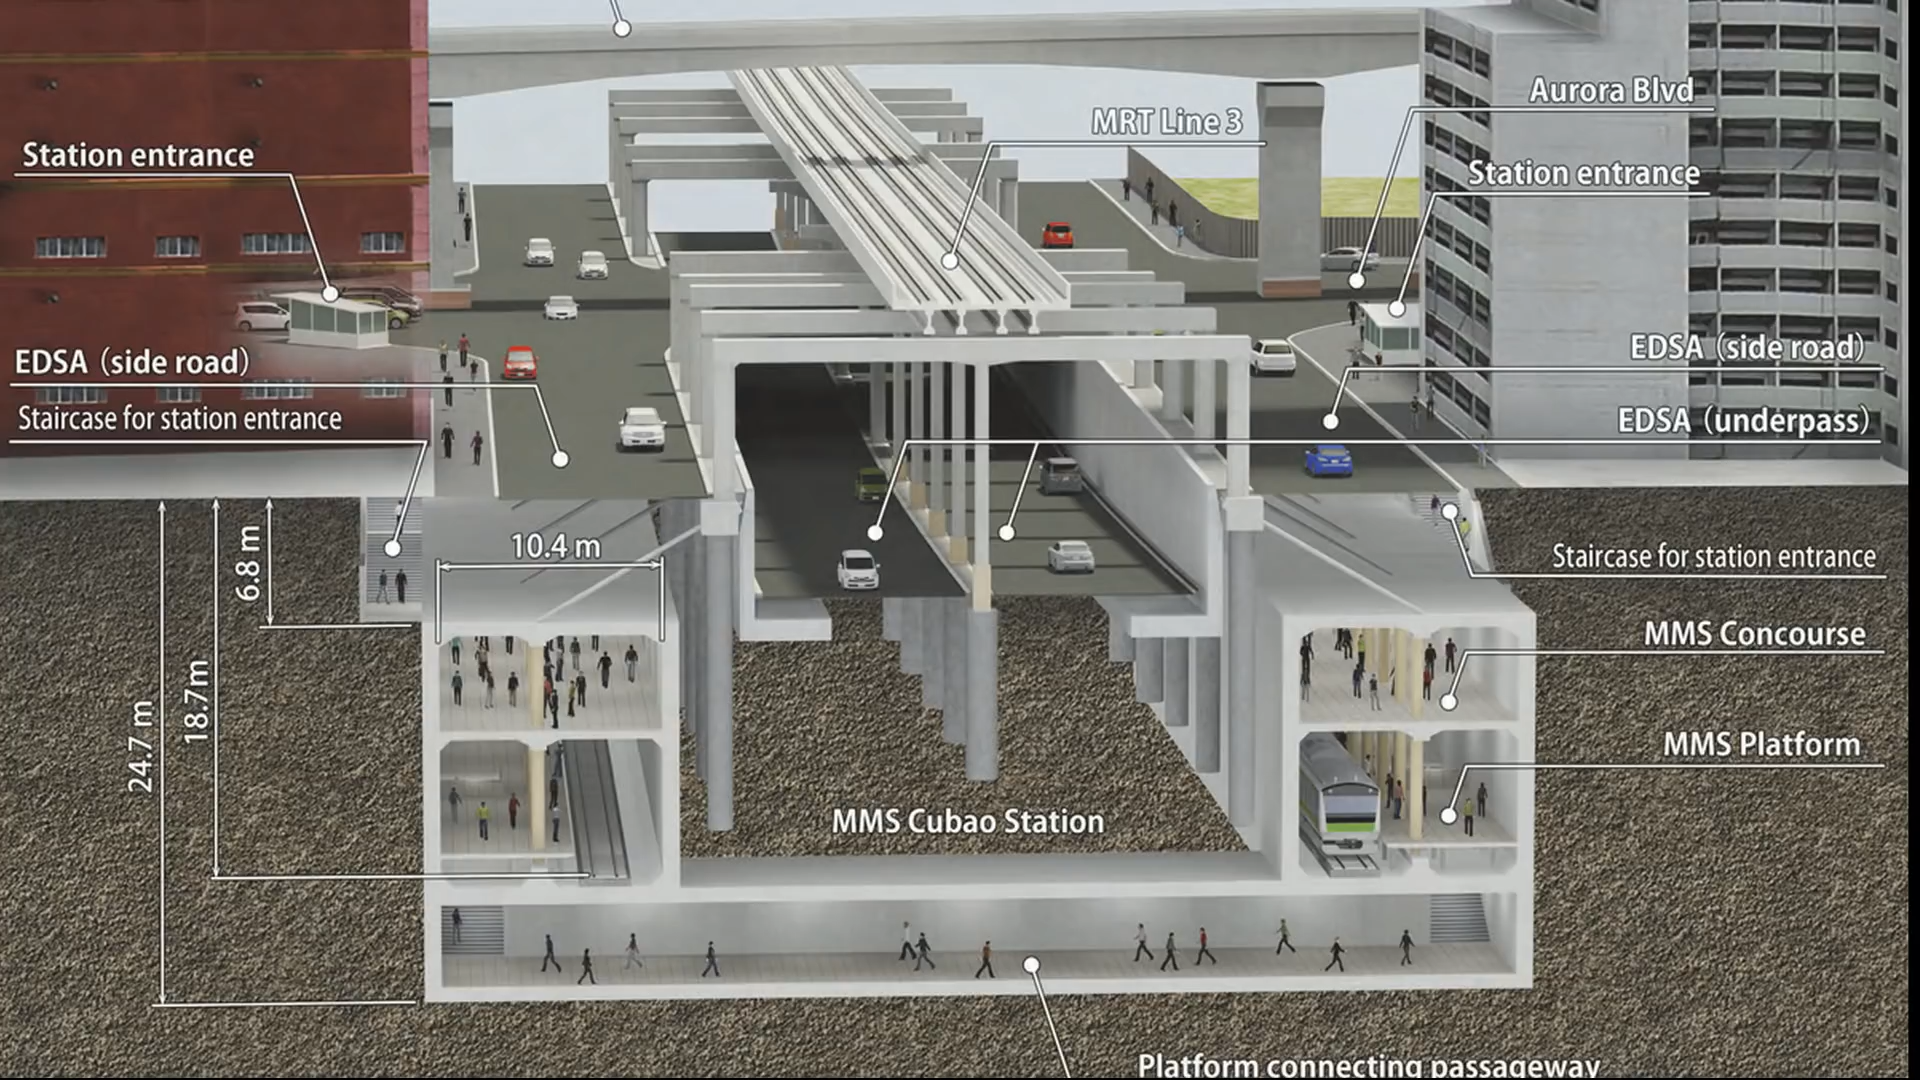 Aurora Blvd
MRT Line 3
Station entrance
Station entrance
EDSA (side road)
EDSA (side road)
Staircase for station entrance
EDSA (underpass)
10.4 m
6.8 m
Staircase for station entrance
MMS Concourse
18.7m
24.7 m
MMS Platform
MMS Cubao Station
Platform connecting passageway